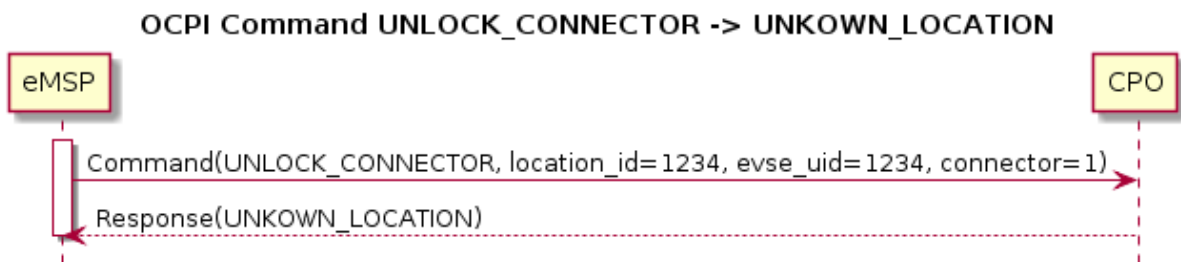 OCPI Command UNLOCK_CONNECTOR -> UNKOWN_LOCATION
eMSP
CPO
Command(UNLOCK_CONNECTOR, location_id=1234, evse_uid=1234, connector=1)
Response(UNKOWN_LOCATION)